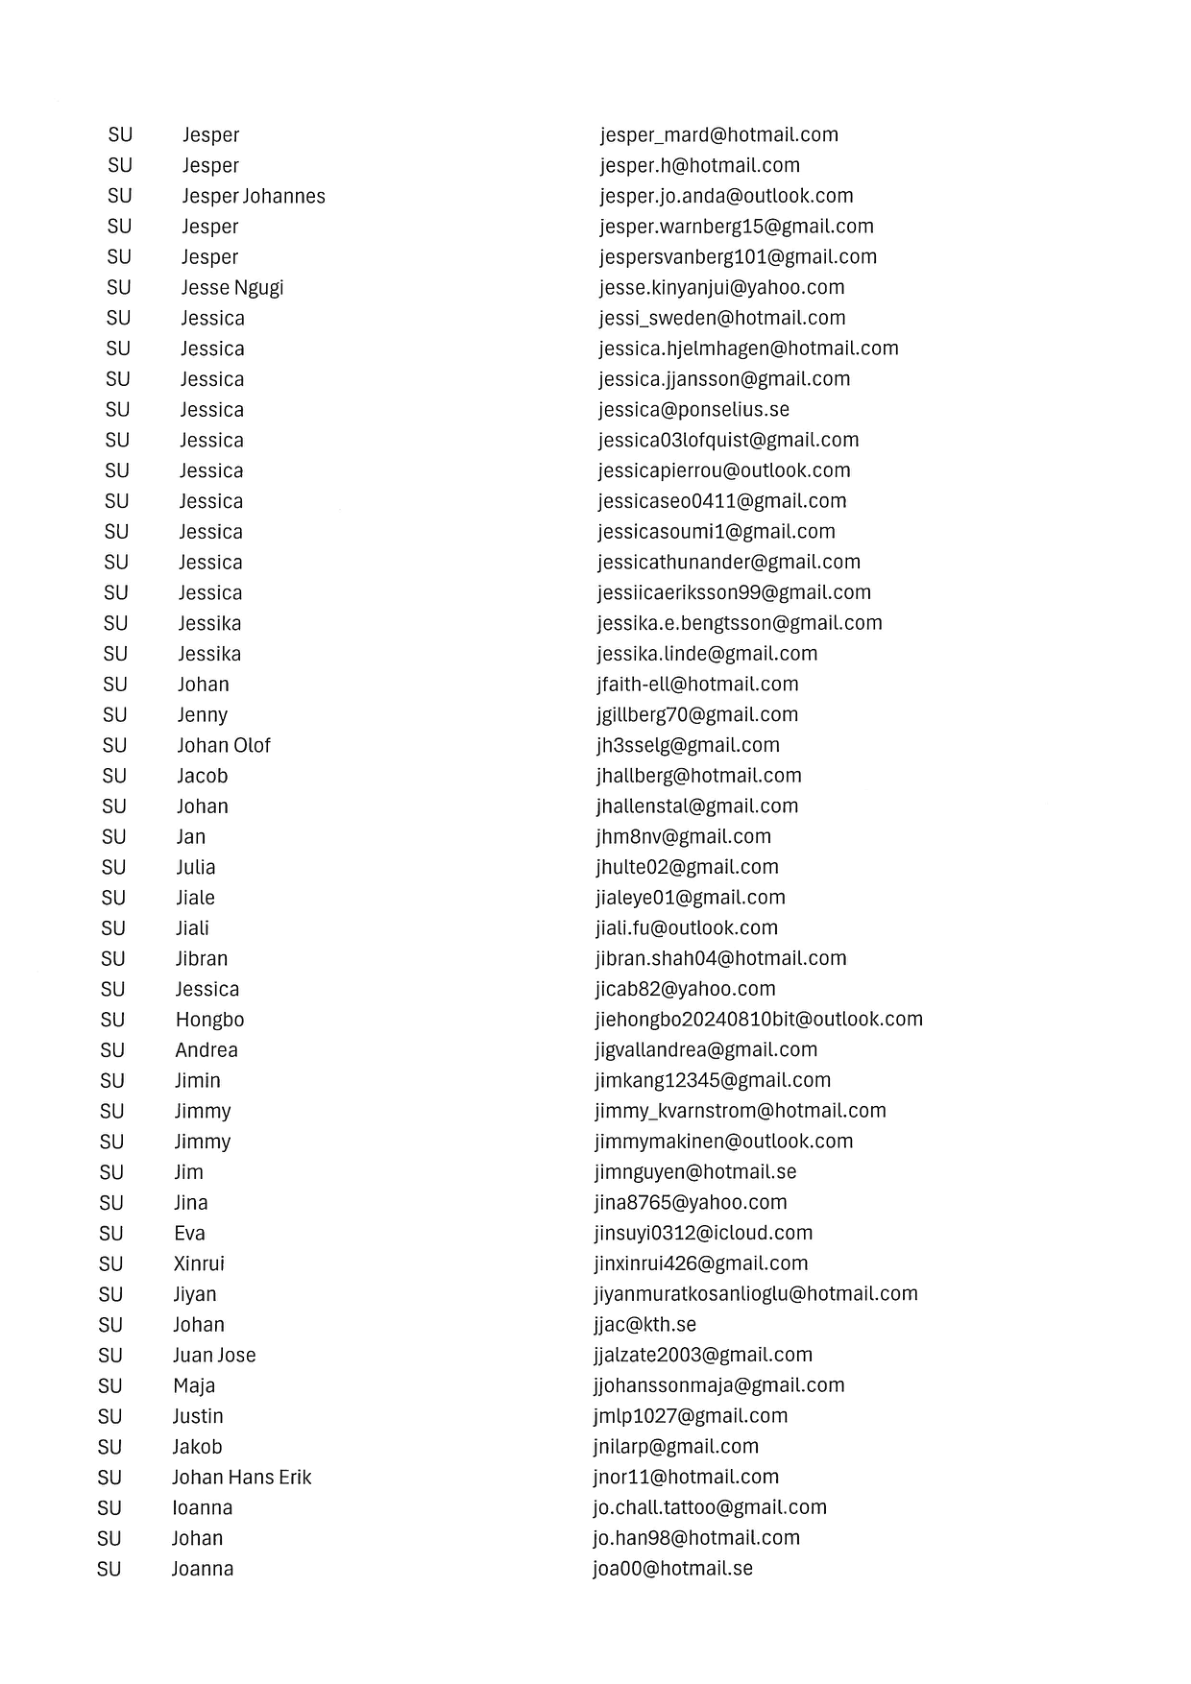 SU Jesper jesper_mard@hotmail.com
SU Jesper jesper.h@hotmail.com
SU Jesper Johannes jesper.jo.anda@outlook.com
SU Jesper jesper.warnberg15@gmail.com
SU Jesper jespersvanberg101@gmail.com
SU Jesse Ngugi jesse.kinyanjui@yahoo.com
SU Jessica jessi_sweden@hotmail.com
SU Jessica jessica.hjelmhagen@hotmail.com
SU Jessica jessica.jjansson@gmail.com
SU Jessica jessica@ponselius.se
SU Jessica jessica03lofquist@gmail.com
SU Jessica jessicapierrou@outlook.com
SU Jessica jessicaseo0411@gmail.com
SU Jessica jessicasoumi1@gmail.com
SU Jessica jessicathunander@gmail.com
SU Jessica jessiicaeriksson99@gmail.com
SU Jessika jessika.e.bengtsson@gmail.com
SU Jessika jessika.linde@gmail.com
SU Johan jfaith-ell@hotmail.com
SU Jenny jgillberg70@gmail.com
SU Johan Olof jh3sselg@gmail.com
SU Jacob jhallberg@hotmail.com
SU Johan jhallenstal@gmail.com
SU Jan jhm8nv@gmail.com
SU Julia jhulte02@gmail.com
SU Jiale jialeye01@gmail.com
SU Jiali jiali.fu@outlook.com
SU Jibran jibran.shah04@hotmail.com
SU Jessica jicab82@yahoo.com
SU Hongbo jiehongbo20240810bit@outlook.com
SU Andrea jigvallandrea@gmail.com
SU Jimin jimkang12345@gmail.com
SU Jimmy jimmy_kvarnstrom@hotmail.com
SU Jimmy jimmymakinen@outlook.com
SU Jim jimnguyen@hotmail.se
SU Jina jina8765@yahoo.com
SU Eva jinsuyi0312@icloud.com
SU Xinrui jinxinrui426@gmail.com
SU Jiyan jiyanmuratkosanlioglu@hotmail.com
SU Johan jjac@kth.se
SU Juan Jose jjalzate2003@gmail.com
SU Maja jjohanssonmaja@gmail.com
SU Justin jmlp1027@gmail.com
SU Jakob jnilarp@gmail.com
SU Johan Hans Erik jnor11@hotmail.com
SU Ioanna jo.chall.tattoo@gmail.com
SU Johan jo.han98@hotmail.com
SU Joanna joa00@hotmail.se